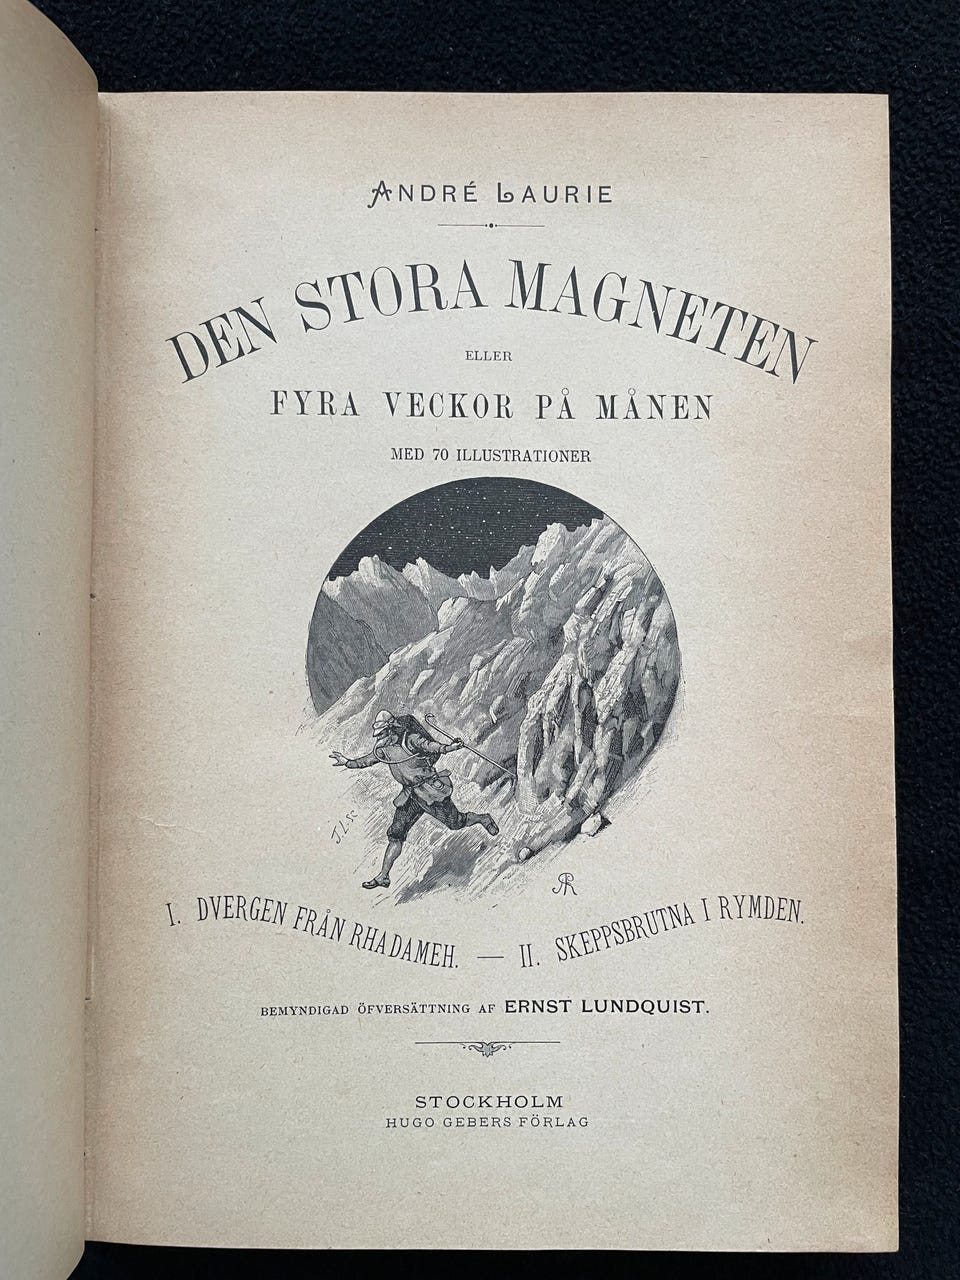 ANDRÉ LAURIE
DEN STORA MAGNETEN
ELLER
FYRA VECKOR PÅ MÅNEN
MED 70 ILLUSTRATIONER
J. L. Sc
R
I. DVERGEN FRÅN RHADAMEH. — II. SKEPPSBRUTNA I RYMDEN.
BEMYNDIGAD ÖFVERSÄTTNING AF ERNST LUNDQUIST.
STOCKHOLM
HUGO GEBERS FÖRLAG